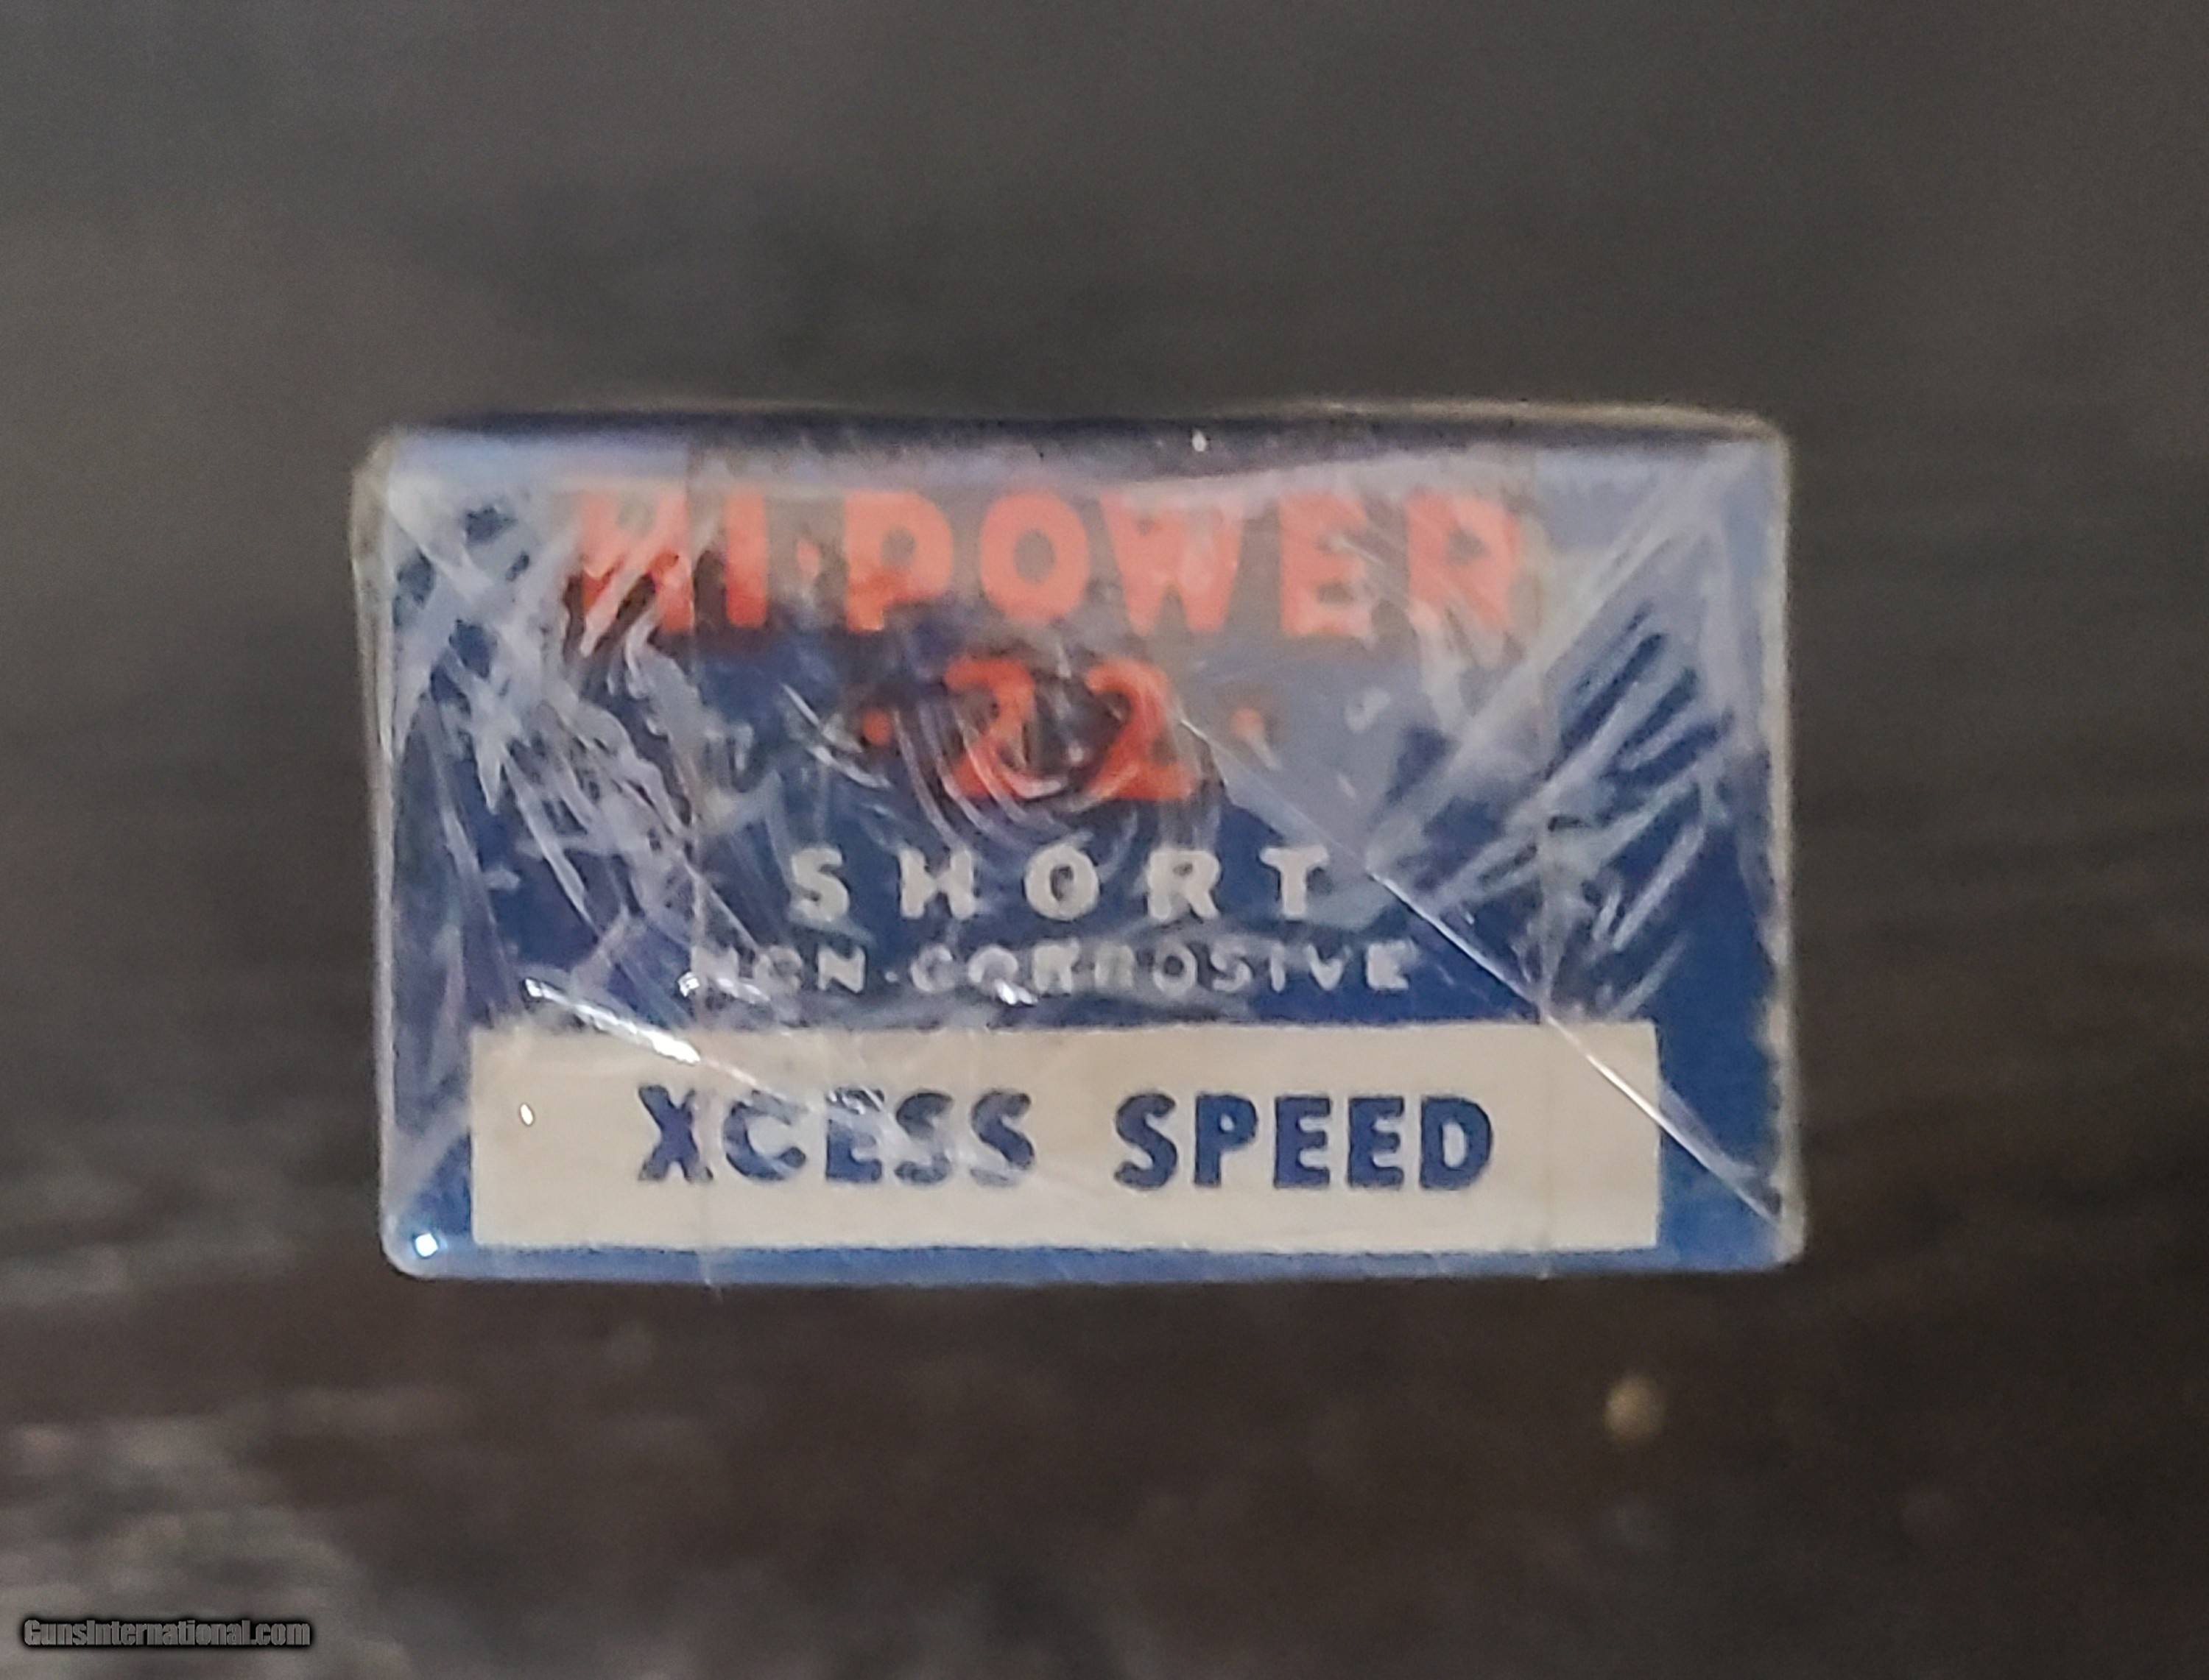 HI-POWER
·22·
SHORT
NON-CORROSIVE
XCESS SPEED
GunsInternational.com